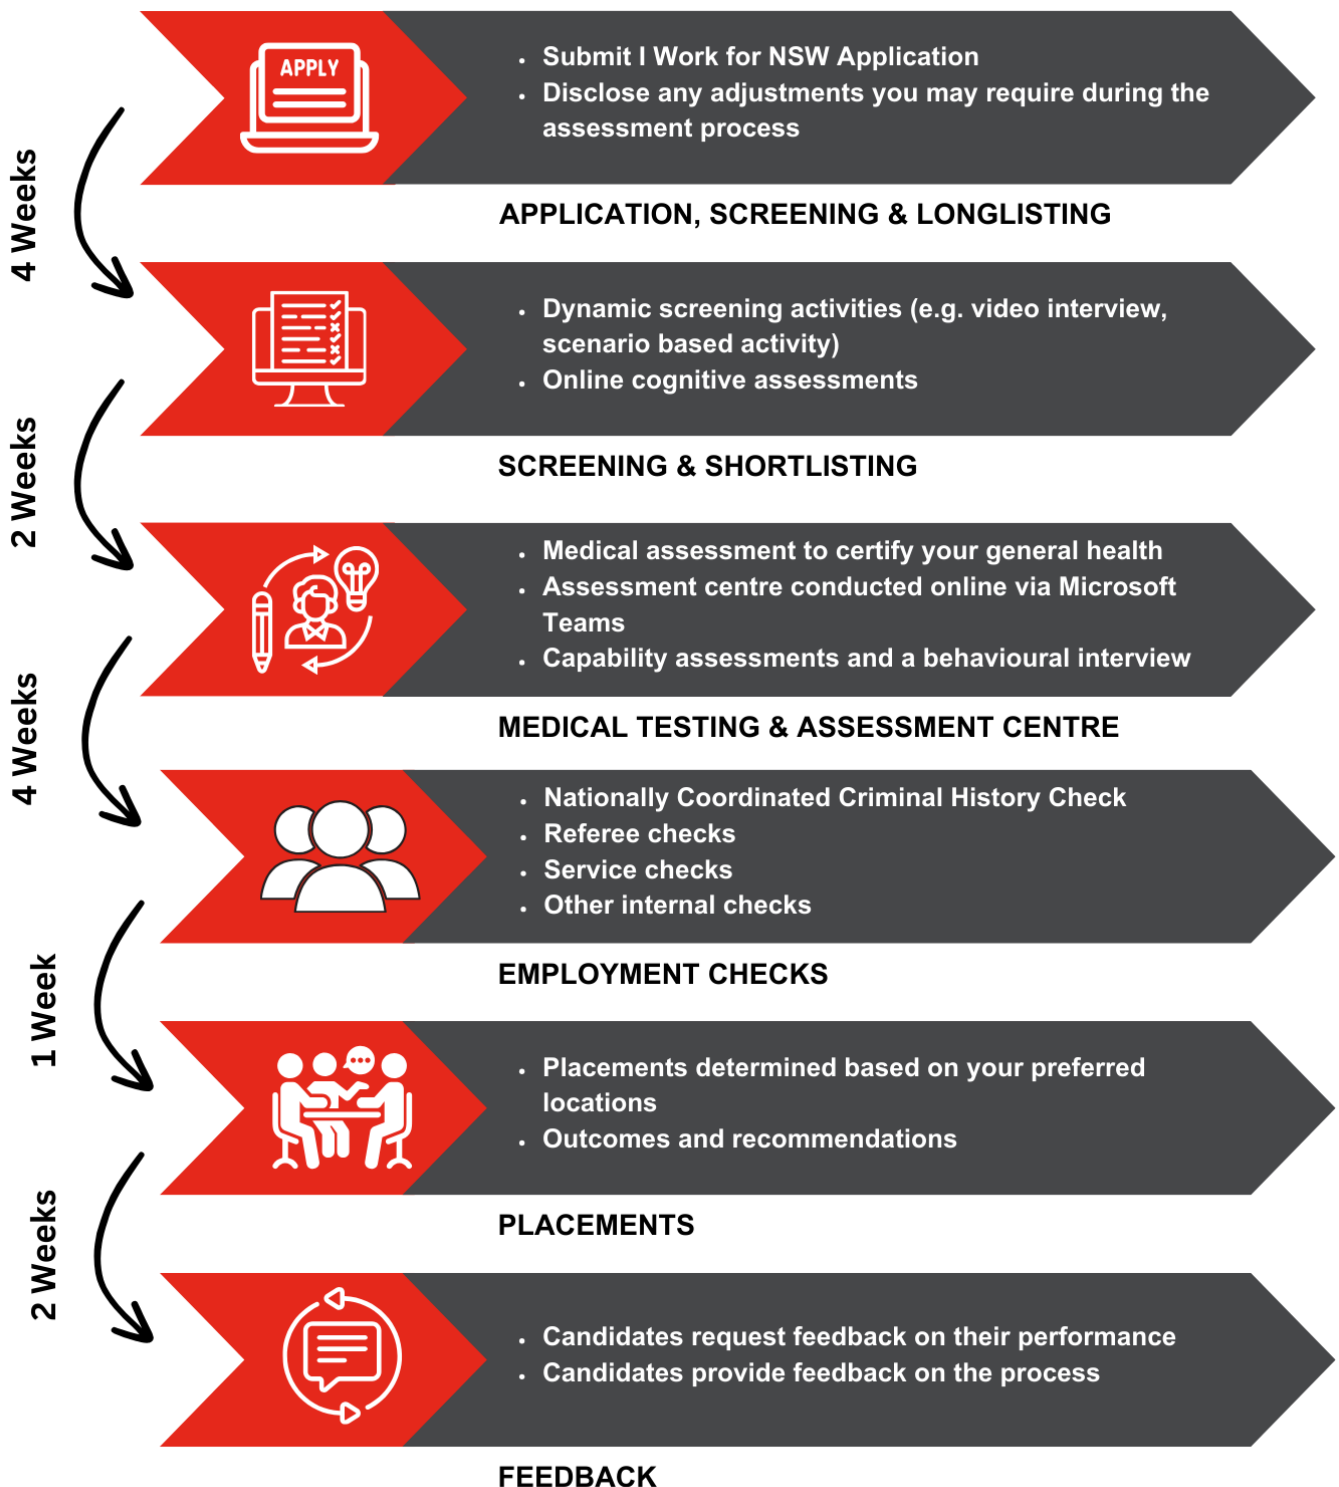 APPLY
• Submit I Work for NSW Application
• Disclose any adjustments you may require during the
assessment process
APPLICATION, SCREENING & LONGLISTING
4 Weeks
• Dynamic screening activities (e.g. video interview,
scenario based activity)
• Online cognitive assessments
SCREENING & SHORTLISTING
2 Weeks
• Medical assessment to certify your general health
• Assessment centre conducted online via Microsoft
Teams
• Capability assessments and a behavioural interview
MEDICAL TESTING & ASSESSMENT CENTRE
4 Weeks
• Nationally Coordinated Criminal History Check
• Referee checks
• Service checks
• Other internal checks
EMPLOYMENT CHECKS
1 Week
• Placements determined based on your preferred
locations
• Outcomes and recommendations
PLACEMENTS
2 Weeks
• Candidates request feedback on their performance
• Candidates provide feedback on the process
FEEDBACK